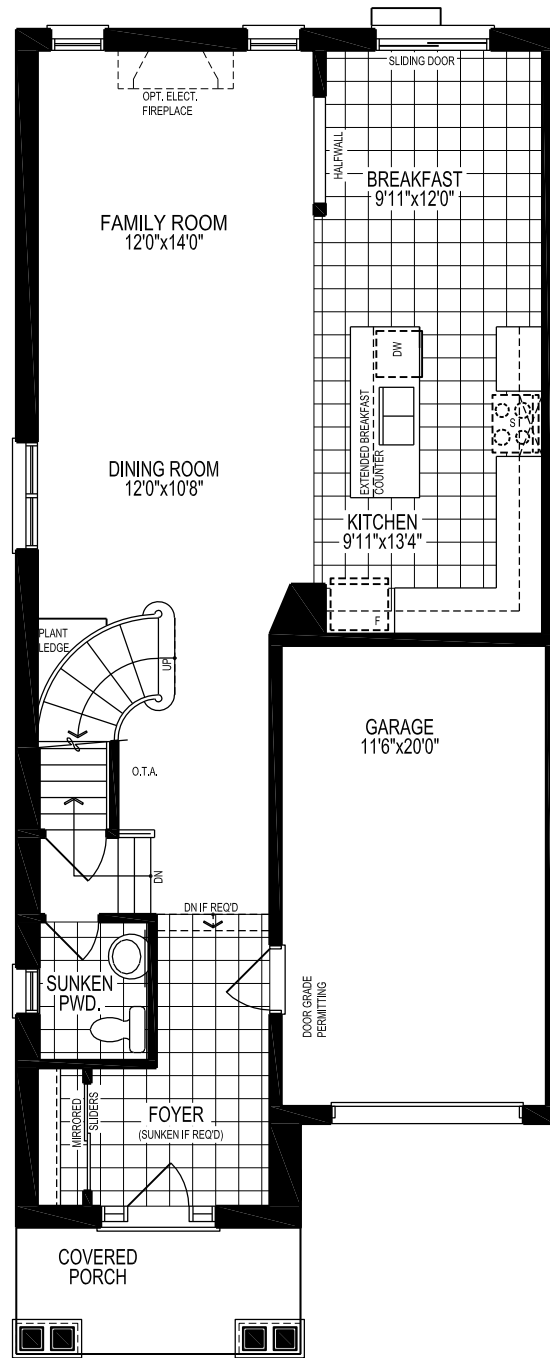 SLIDING DOOR
OPT. ELECT.
FIREPLACE
HALFWALL
BREAKFAST
9'11"x12'0"
FAMILY ROOM
12'0"x14'0"
DW
EXTENDED BREAKFAST
COUNTER
S
DINING ROOM
12'0"x10'8"
KITCHEN
9'11"x13'4"
F
PLANT
LEDGE
UP
GARAGE
11'6"x20'0"
O.T.A.
DN
DN IF REQ'D
SUNKEN
PWD.
DOOR GRADE
PERMITTING
MIRRORED
SLIDERS
FOYER
(SUNKEN IF REQ'D)
COVERED
PORCH